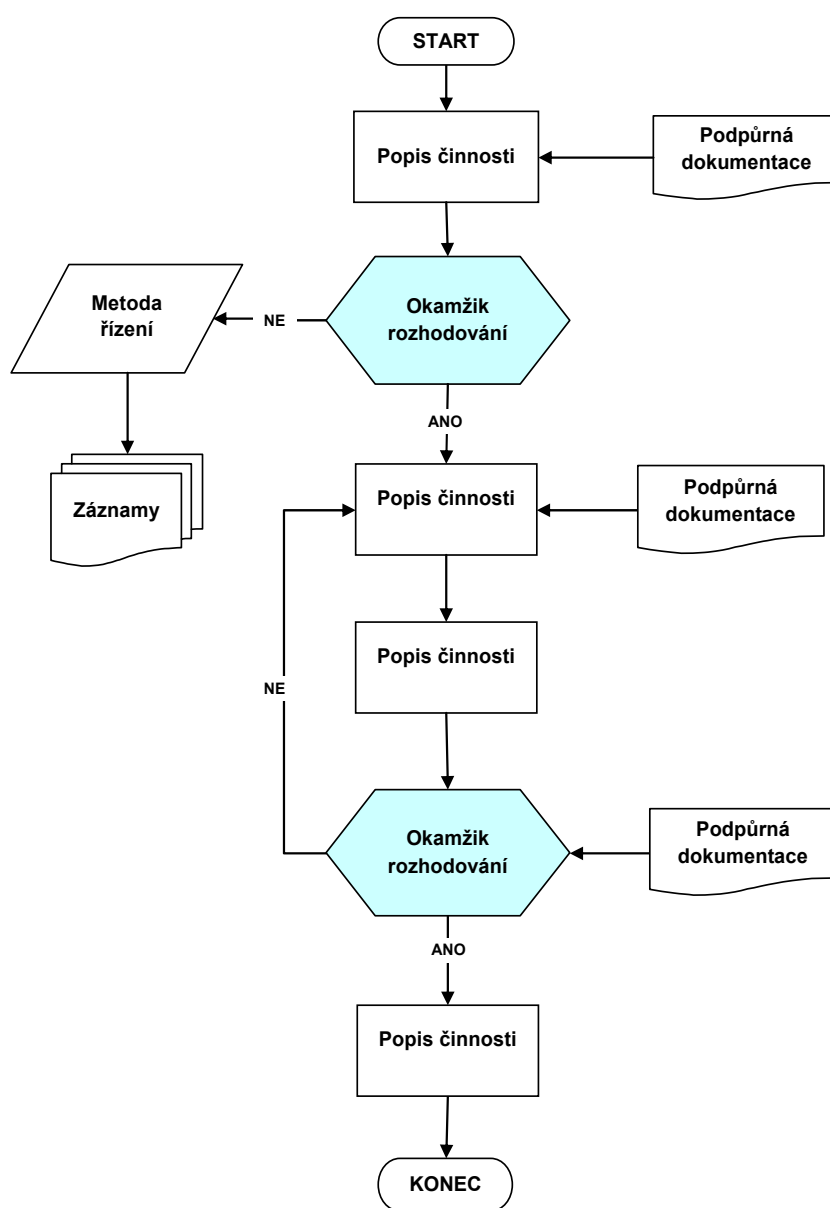 START
Popis činnosti
Podpůrná
dokumentace
Okamžik
rozhodování
NE
Metoda
řízení
ANO
Záznamy
Popis činnosti
Podpůrná
dokumentace
Popis činnosti
NE
Okamžik
rozhodování
Podpůrná
dokumentace
ANO
Popis činnosti
KONEC